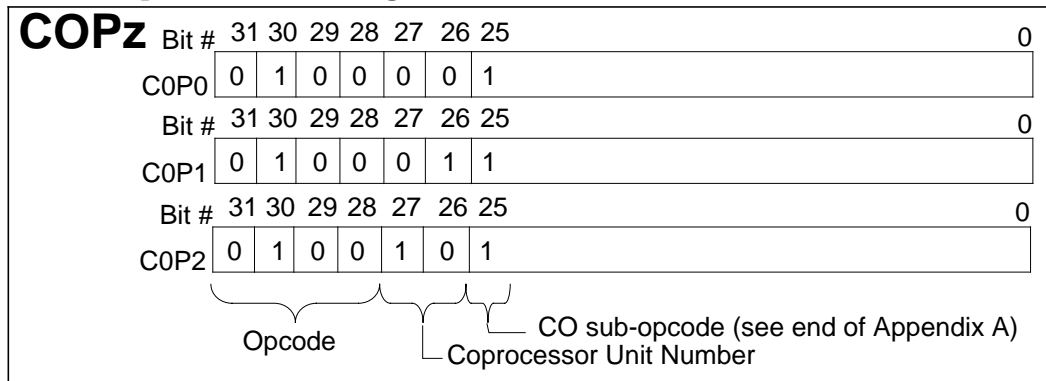 COPz Bit # 31 30 29 28 27 26 25 0
C0P0 0 1 0 0 0 0 1
Bit # 31 30 29 28 27 26 25 0
C0P1 0 1 0 0 0 1 1
Bit # 31 30 29 28 27 26 25 0
C0P2 0 1 0 0 1 0 1
Opcode CO sub-opcode (see end of Appendix A)
Coprocessor Unit Number